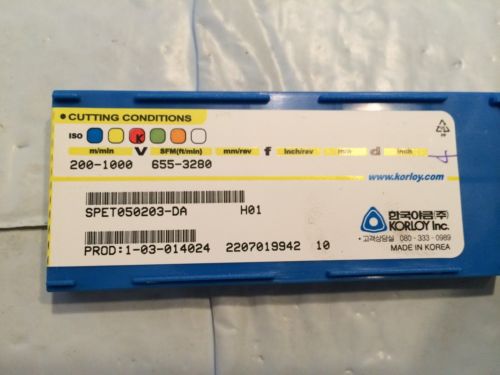 • CUTTING CONDITIONS
ISO K
m/min V SFM(ft/min) mm/rev f inch/rev mm d inch
200-1000 655-3280
www.korloy.com
SPET050203-DA H01
한국야금(주)
KORLOY Inc.
• 고객상담실 080-333-0989
MADE IN KOREA
PROD:1-03-014024 2207019942 10